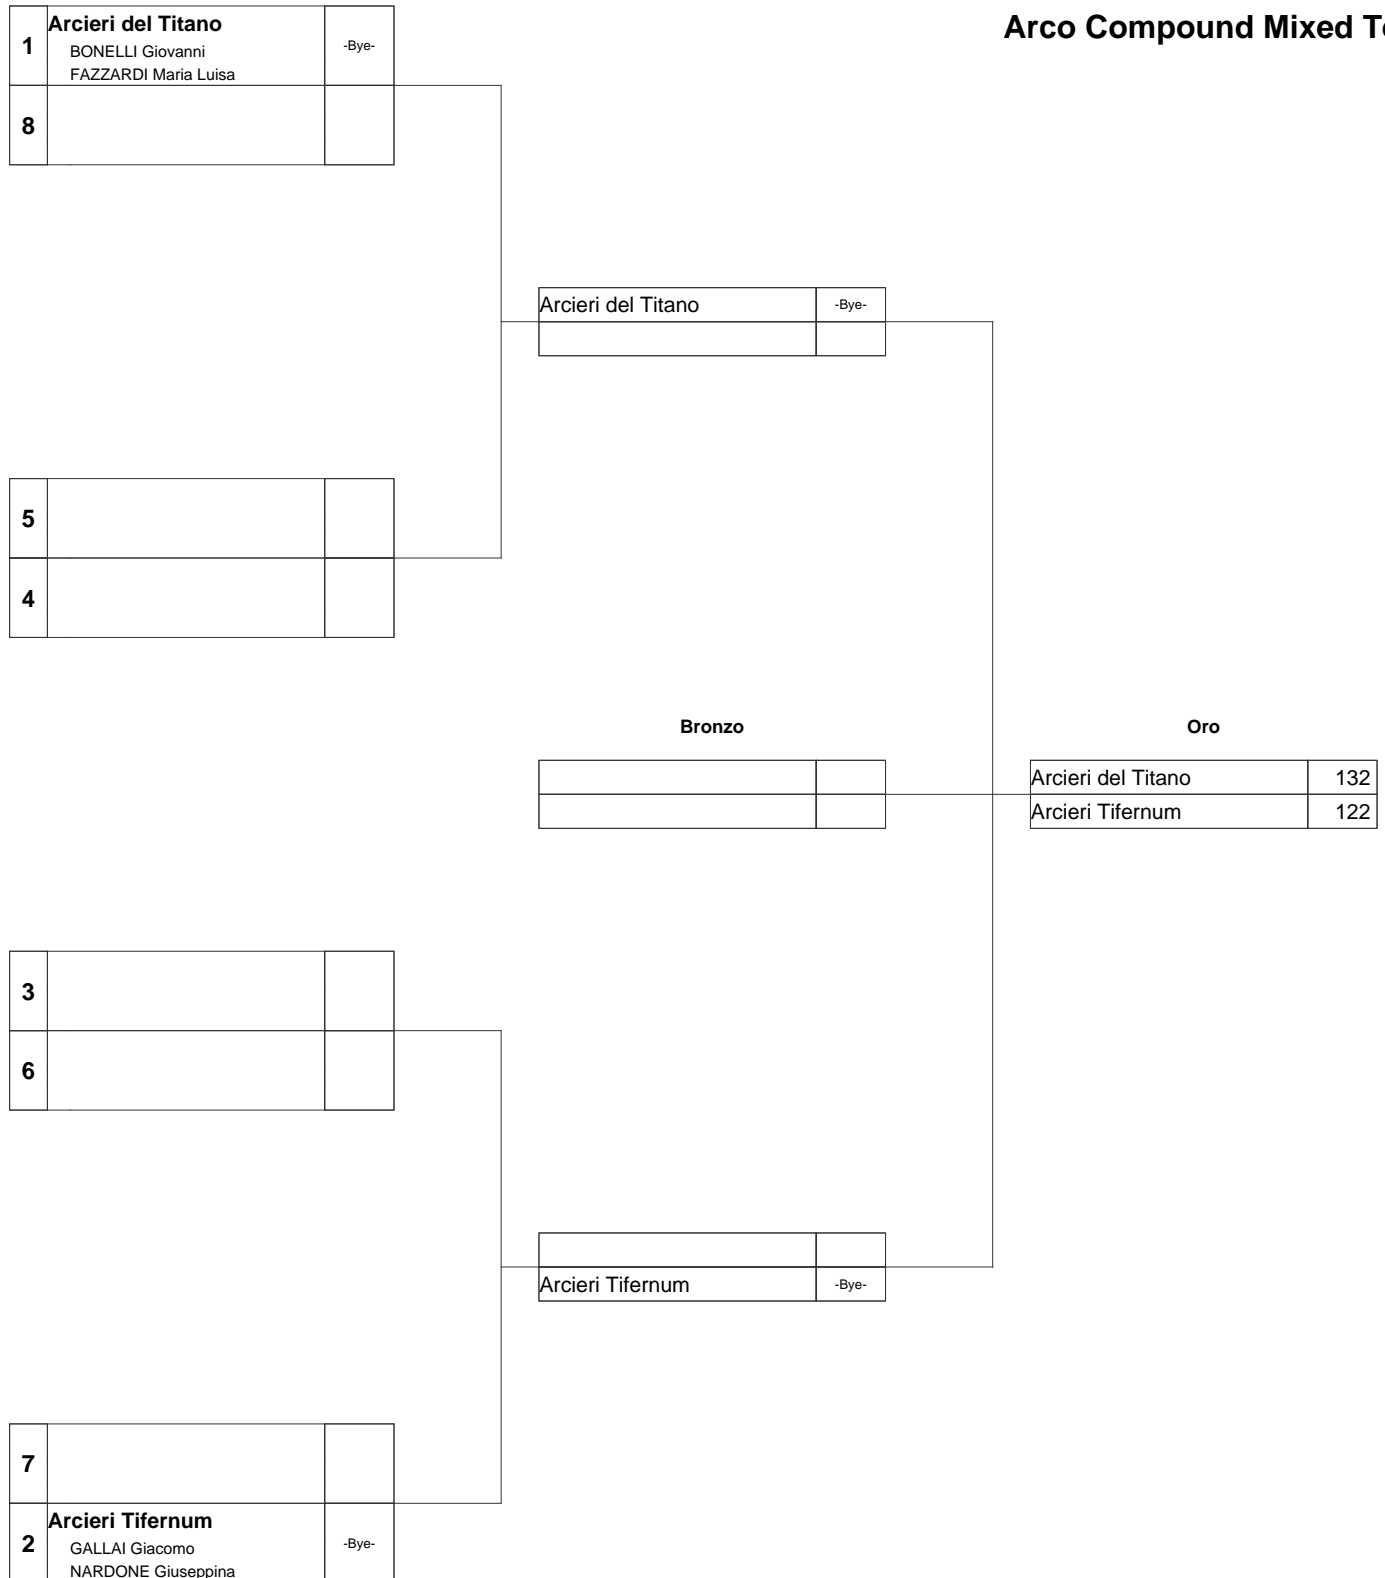 Arco Compound Mixed Te
1
Arcieri del Titano
BONELLI Giovanni
FAZZARDI Maria Luisa
-Bye-
8
Arcieri del Titano -Bye-
5
4
Bronzo
Oro
Arcieri del Titano 132
Arcieri Tifernum 122
3
6
Arcieri Tifernum -Bye-
7
2
Arcieri Tifernum
GALLAI Giacomo
NARDONE Giuseppina
-Bye-